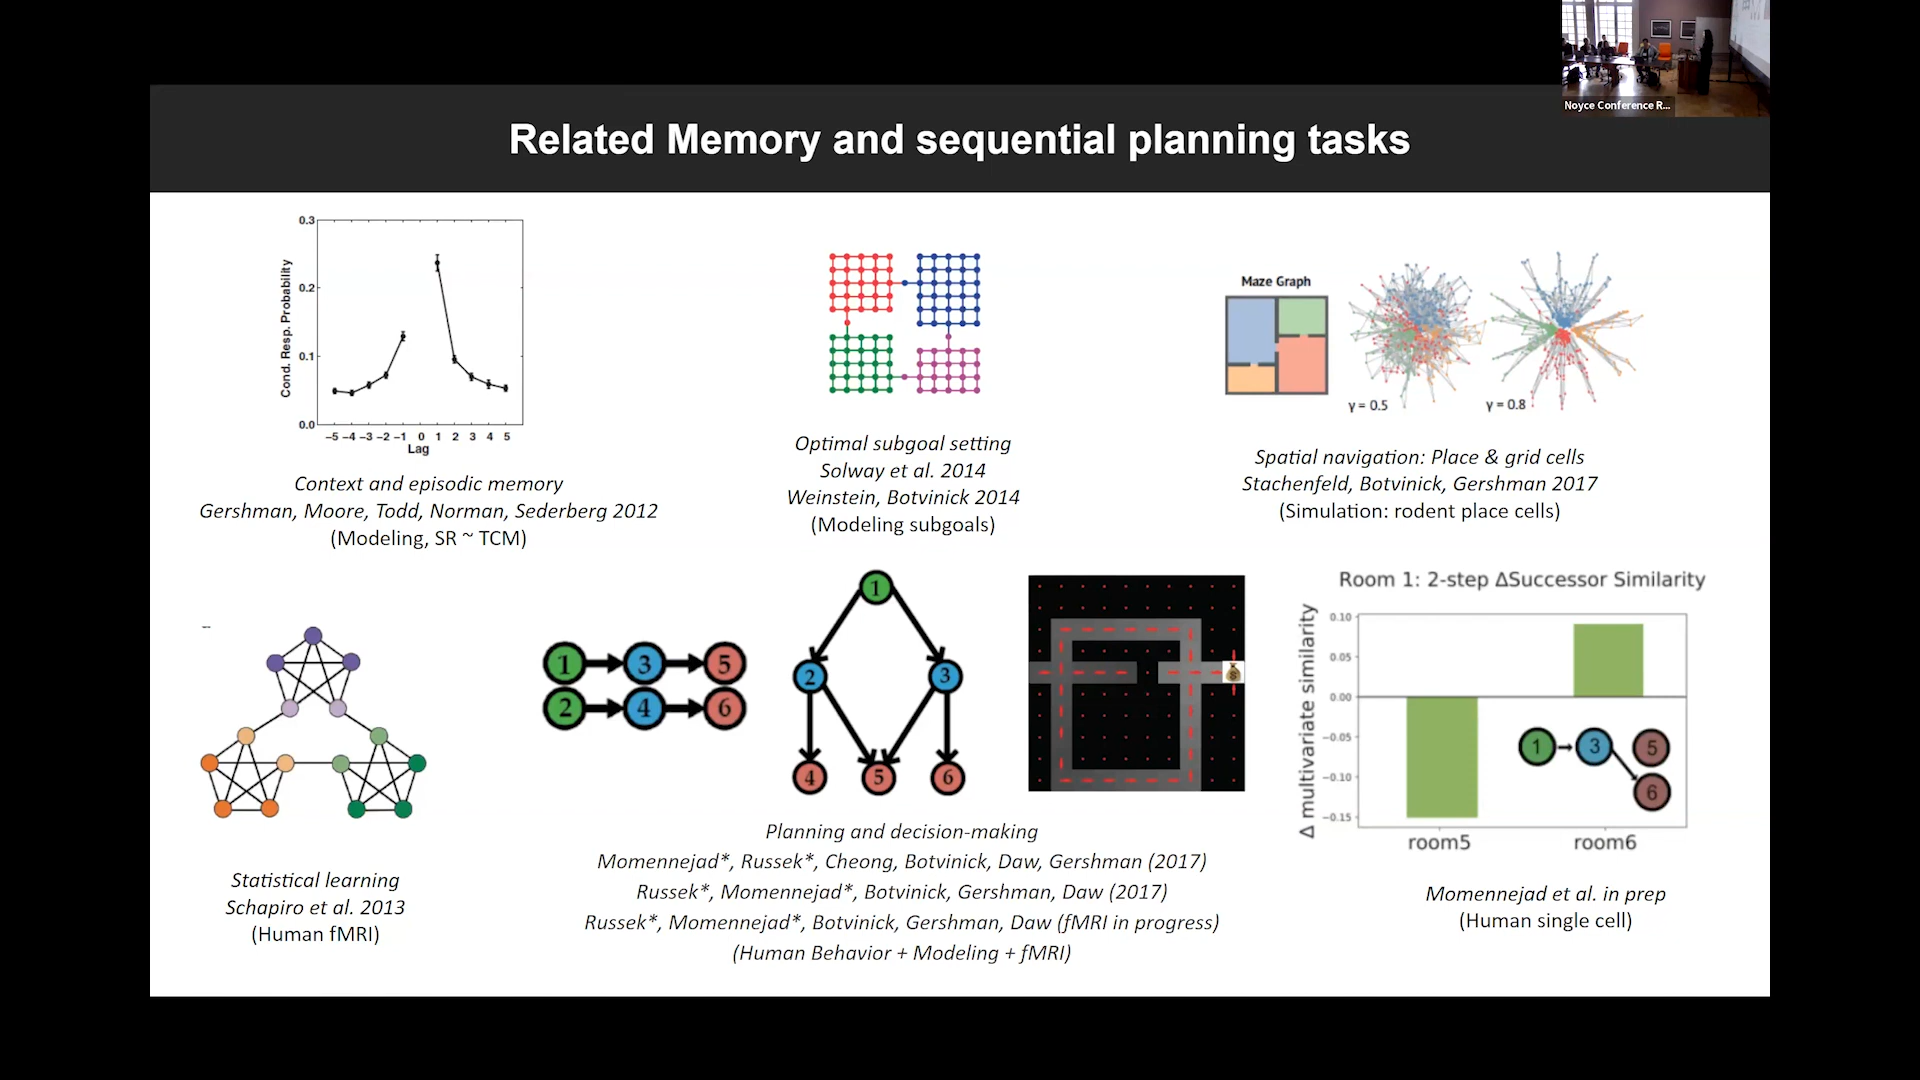 Noyce Conference R...
Related Memory and sequential planning tasks
Cond. Resp. Probability
0.3
0.2
0.1
0.0
−5 −4 −3 −2 −1 0 1 2 3 4 5
Lag
Context and episodic memory
Gershman, Moore, Todd, Norman, Sederberg 2012
(Modeling, SR ~ TCM)
Optimal subgoal setting
Solway et al. 2014
Weinstein, Botvinick 2014
(Modeling subgoals)
Maze Graph
γ = 0.5
γ = 0.8
Spatial navigation: Place & grid cells
Stachenfeld, Botvinick, Gershman 2017
(Simulation: rodent place cells)
Statistical learning
Schapiro et al. 2013
(Human fMRI)
1 3 5
2 4 6
1
2 3
4 5 6
Planning and decision-making
Momennejad*, Russek*, Cheong, Botvinick, Daw, Gershman (2017)
Russek*, Momennejad*, Botvinick, Gershman, Daw (2017)
Russek*, Momennejad*, Botvinick, Gershman, Daw (fMRI in progress)
(Human Behavior + Modeling + fMRI)
Room 1: 2-step ΔSuccessor Similarity
Δ multivariate similarity
0.10
0.05
0.00
−0.05
−0.10
−0.15
1 3 5
6
room5 room6
Momennejad et al. in prep
(Human single cell)